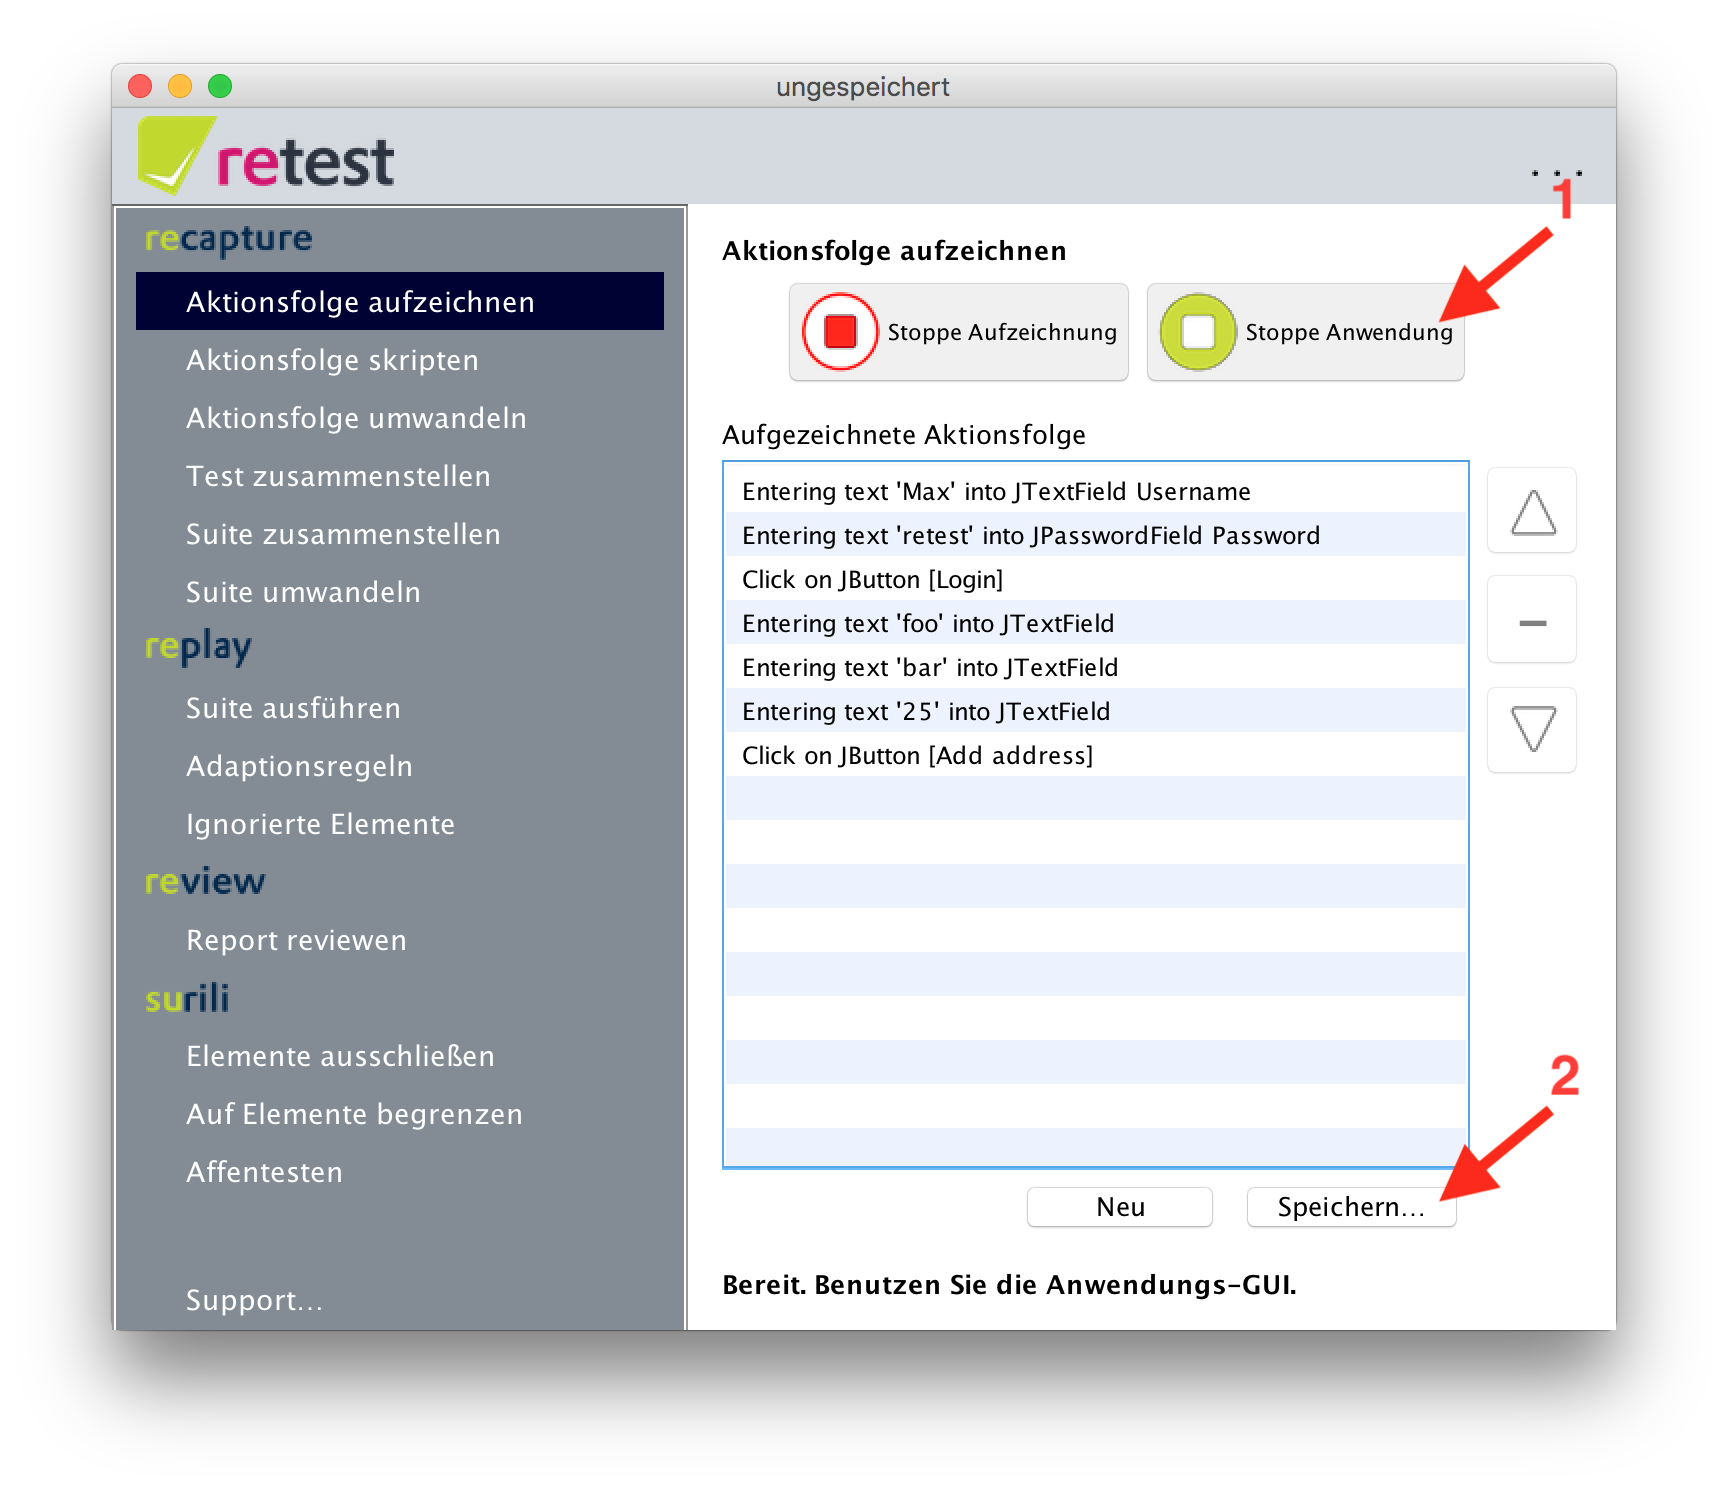 ungespeichert
retest
...
1
recapture
Aktionsfolge aufzeichnen
Aktionsfolge skripten
Aktionsfolge umwandeln
Test zusammenstellen
Suite zusammenstellen
Suite umwandeln
replay
Suite ausführen
Adaptionsregeln
Ignorierte Elemente
review
Report reviewen
surili
Elemente ausschließen
Auf Elemente begrenzen
Affentesten
Support...
Aktionsfolge aufzeichnen
Stoppe Aufzeichnung
Stoppe Anwendung
Aufgezeichnete Aktionsfolge
Entering text 'Max' into JTextField Username
Entering text 'retest' into JPasswordField Password
Click on JButton [Login]
Entering text 'foo' into JTextField
Entering text 'bar' into JTextField
Entering text '25' into JTextField
Click on JButton [Add address]
2
Neu
Speichern...
Bereit. Benutzen Sie die Anwendungs-GUI.